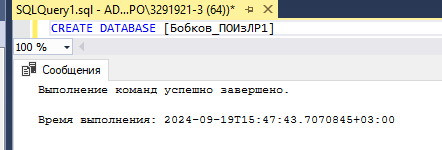 SQLQuery1.sql - AD...PO\3291921-3 (64))*
CREATE DATABASE [Бобков_ПОИзЛР1]
100 %
Сообщения
Выполнение команд успешно завершено.
Время выполнения: 2024-09-19T15:47:43.7070845+03:00